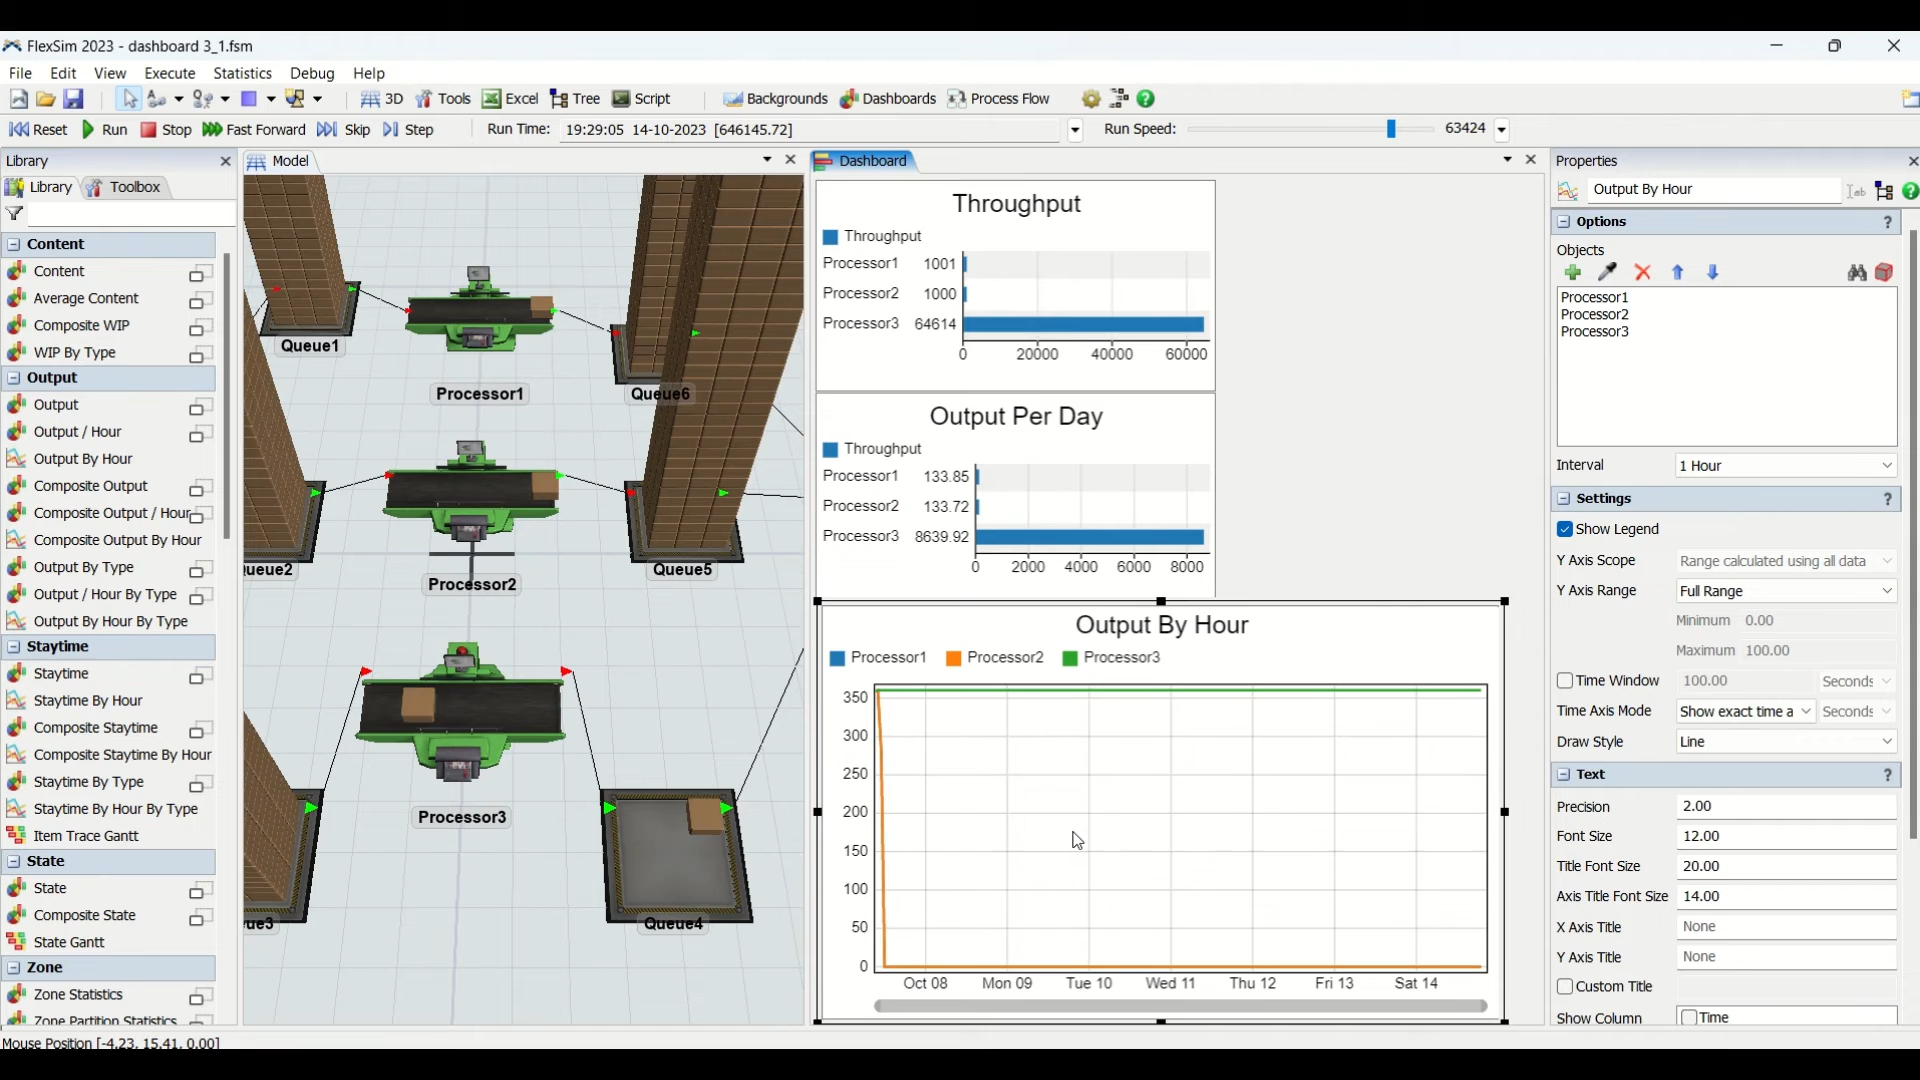 FlexSim 2023 - dashboard 3_1.fsm
File Edit View Execute Statistics Debug Help
3D Tools Excel Tree Script Backgrounds Dashboards Process Flow
Reset Run Stop Fast Forward Skip Step Run Time: 19:29:05 14-10-2023 [646145.72] Run Speed: 63424
Library
Library Toolbox
Content
Content
Average Content
Composite WIP
WIP By Type
Output
Output
Output / Hour
Output By Hour
Composite Output
Composite Output / Hour
Composite Output By Hour
Output By Type
Output / Hour By Type
Output By Hour By Type
Staytime
Staytime
Staytime By Hour
Composite Staytime
Composite Staytime By Hour
Staytime By Type
Staytime By Hour By Type
Item Trace Gantt
State
State
Composite State
State Gantt
Zone
Zone Statistics
Zone Partition Statistics
Mouse Position [-4.23, 15.41, 0.00]
Model
Queue1
Processor1
Queue6
ueue2
Processor2
Queue5
Processor3
ue3
Queue4
Dashboard
Throughput
Throughput
Processor1 1001
Processor2 1000
Processor3 64614
0 20000 40000 60000
Output Per Day
Throughput
Processor1 133.85
Processor2 133.72
Processor3 8639.92
0 2000 4000 6000 8000
Output By Hour
Processor1 Processor2 Processor3
350
300
250
200
150
100
50
0
Oct 08 Mon 09 Tue 10 Wed 11 Thu 12 Fri 13 Sat 14
Properties
Output By Hour
Options ?
Objects
Processor1
Processor2
Processor3
Interval 1 Hour
Settings ?
Show Legend
Y Axis Scope Range calculated using all data
Y Axis Range Full Range
Minimum 0.00
Maximum 100.00
Time Window 100.00 Seconds
Time Axis Mode Show exact time a Seconds
Draw Style Line
Text ?
Precision 2.00
Font Size 12.00
Title Font Size 20.00
Axis Title Font Size 14.00
X Axis Title None
Y Axis Title None
Custom Title
Show Column Time